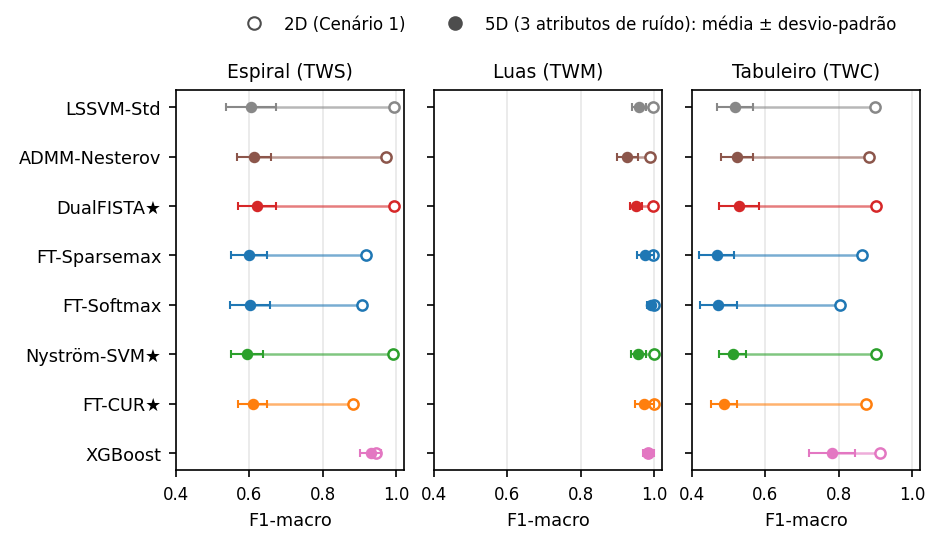 2D (Cenário 1)
5D (3 atributos de ruído): média ± desvio-padrão
Espiral (TWS)
Luas (TWM)
Tabuleiro (TWC)
LSSVM-Std
ADMM-Nesterov
DualFISTA★
FT-Sparsemax
FT-Softmax
Nyström-SVM★
FT-CUR★
XGBoost
0.4 0.6 0.8 1.0
0.4 0.6 0.8 1.0
0.4 0.6 0.8 1.0
F1-macro
F1-macro
F1-macro